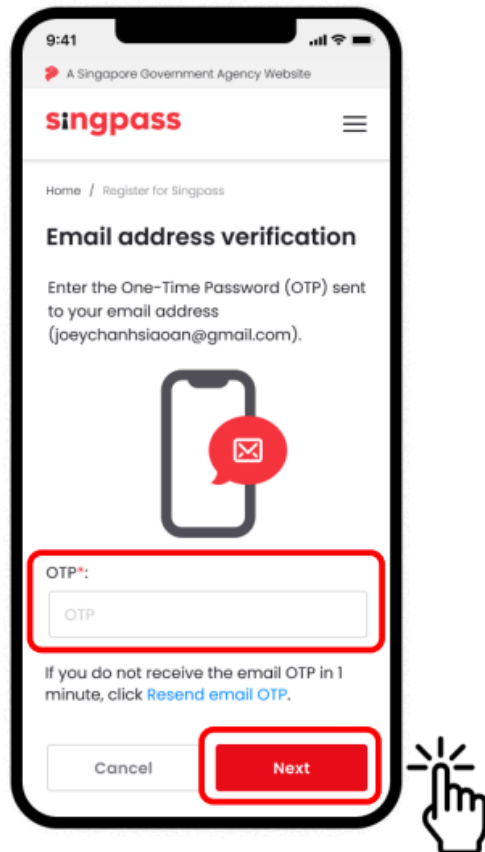 9:41
A Singapore Government Agency Website
singpass
Home / Register for Singpass
Email address verification
Enter the One-Time Password (OTP) sent
to your email address
(joeychanhsiaoan@gmail.com).
OTP*:
OTP
If you do not receive the email OTP in 1
minute, click Resend email OTP.
Cancel Next